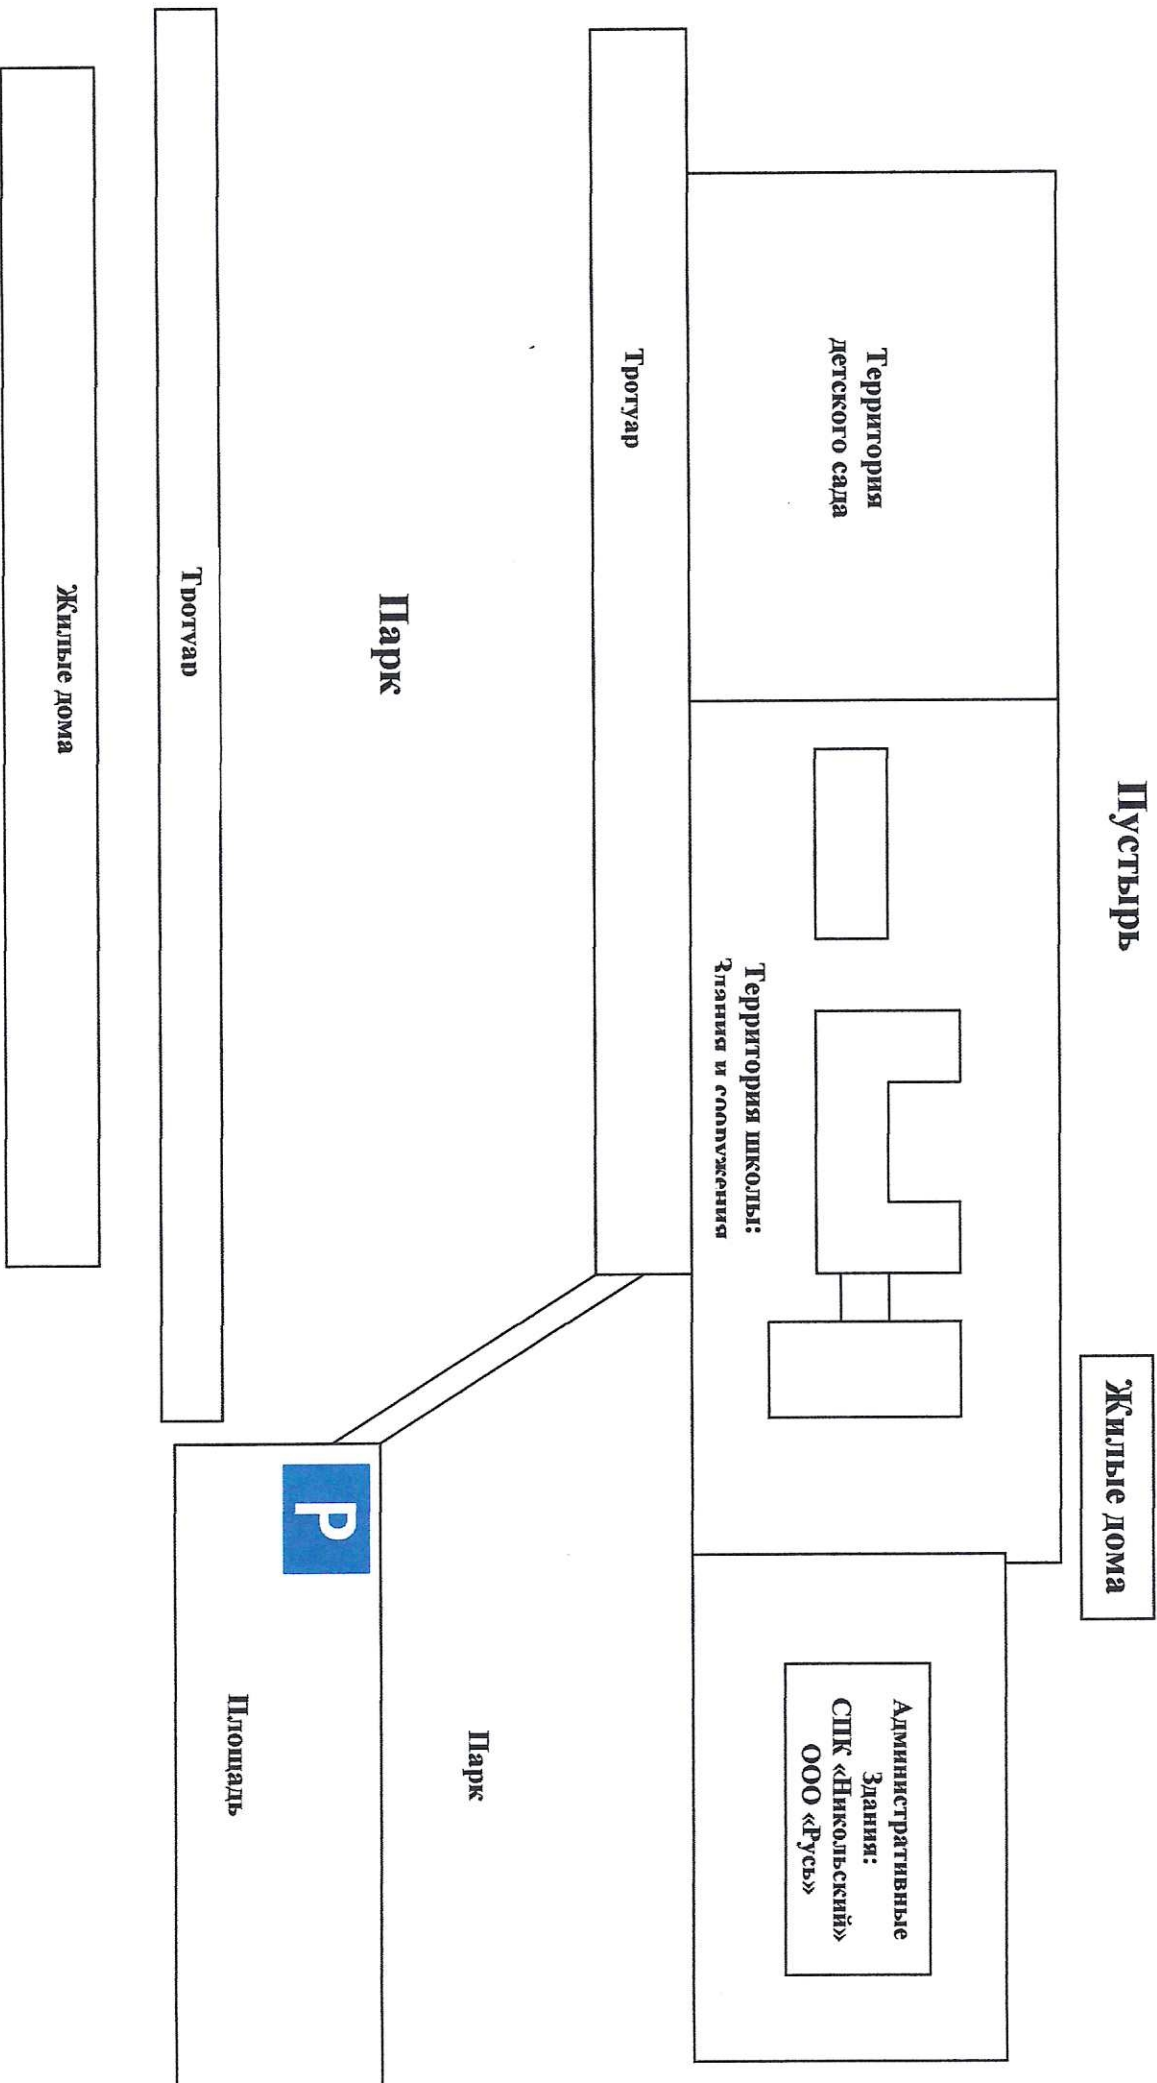 Пустырь
Жилые дома
Территория
детского сада
Территория школы:
Здания и сооружения
Административные
Здания:
СПК «Никольский»
ООО «Русь»
Тротуар
Парк
Парк
P
Площадь
Тротуар
Жилые дома